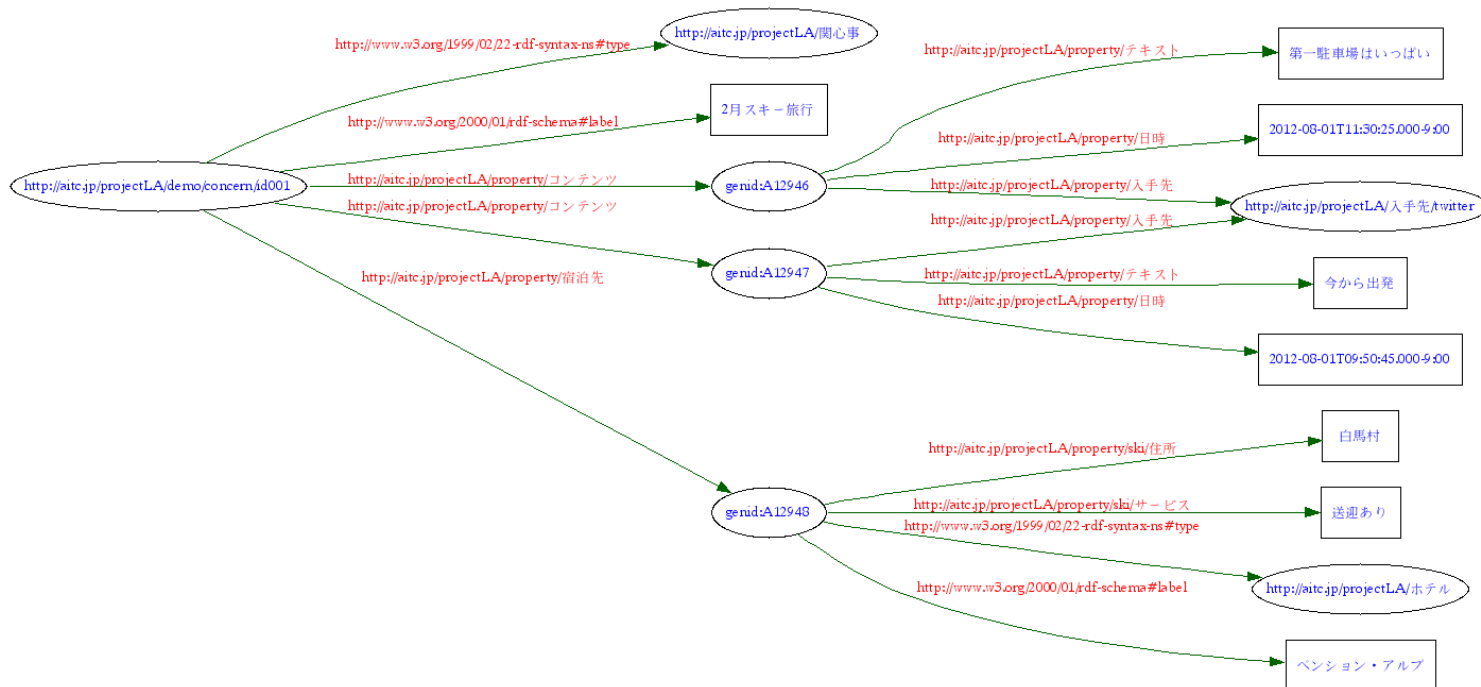 http://aitc.jp/projectLA/関心事
http://www.w3.org/1999/02/22-rdf-syntax-ns#type
http://aitc.jp/projectLA/property/テキスト
第一駐車場はいっぱい
2月スキー旅行
http://www.w3.org/2000/01/rdf-schema#label
http://aitc.jp/projectLA/property/日時
2012-08-01T11:30:25.000-9:00
http://aitc.jp/projectLA/demo/concern/id001
http://aitc.jp/projectLA/property/コンテンツ
genid:A12946
http://aitc.jp/projectLA/property/入手先
http://aitc.jp/projectLA/property/コンテンツ
http://aitc.jp/projectLA/入手先/twitter
http://aitc.jp/projectLA/property/入手先
http://aitc.jp/projectLA/property/宿泊先
genid:A12947
http://aitc.jp/projectLA/property/テキスト
今から出発
http://aitc.jp/projectLA/property/日時
2012-08-01T09:50:45.000-9:00
白馬村
http://aitc.jp/projectLA/property/ski/住所
genid:A12948
http://aitc.jp/projectLA/property/ski/サービス
送迎あり
http://www.w3.org/1999/02/22-rdf-syntax-ns#type
http://www.w3.org/2000/01/rdf-schema#label
http://aitc.jp/projectLA/ホテル
ペンション・アルプ